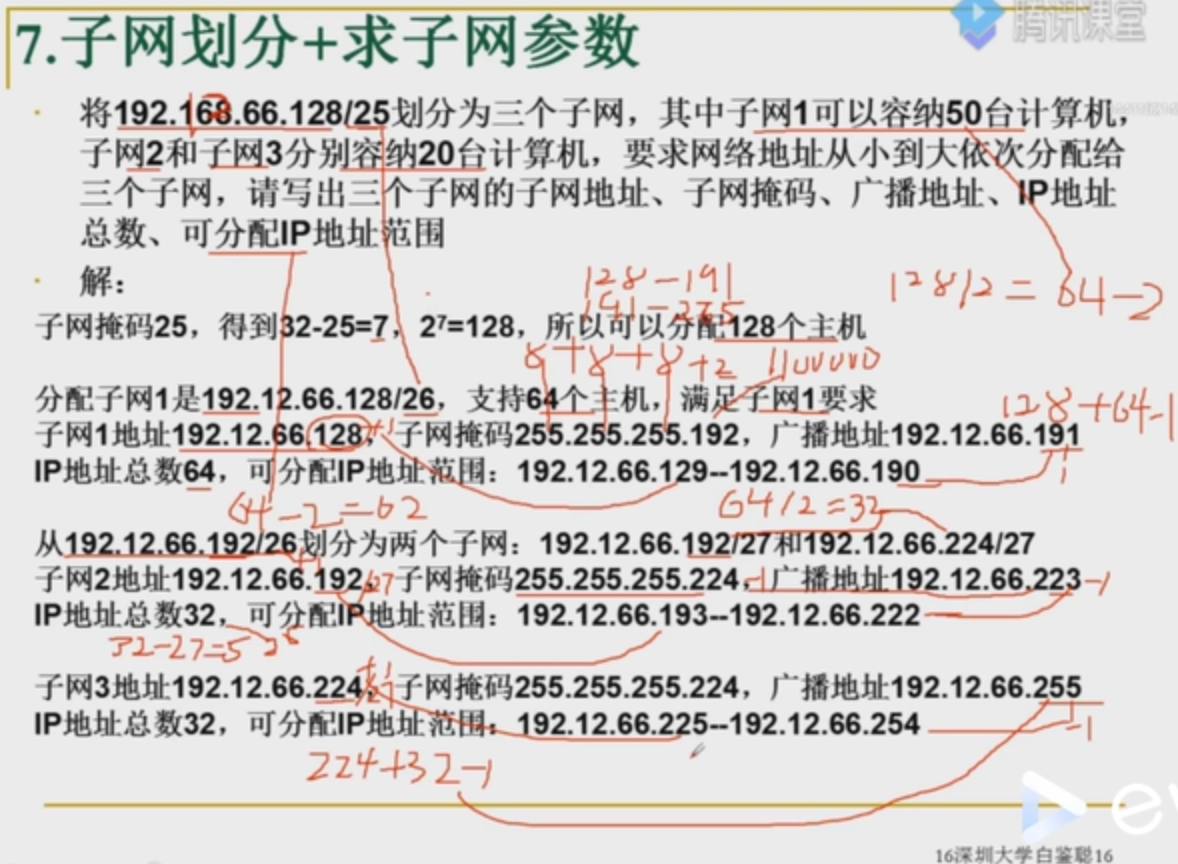 腾讯课堂
7.子网划分+求子网参数
· 将192.168.66.128/25划分为三个子网，其中子网1可以容纳50台计算机，
子网2和子网3分别容纳20台计算机，要求网络地址从小到大依次分配给
三个子网，请写出三个子网的子网地址、子网掩码、广播地址、IP地址
总数、可分配IP地址范围
· 解：
128-191
128/2=64-2
子网掩码25，得到32-25=7，2⁷=128，所以可以分配128个主机
8+8+8+2 11000000
分配子网1是192.12.66.128/26，支持64个主机，满足子网1要求
128+64-1
子网1地址192.12.66.128，子网掩码255.255.255.192，广播地址192.12.66.191
+1
IP地址总数64，可分配IP地址范围：192.12.66.129--192.12.66.190
64-2=62
64/2=32
从192.12.66.192/26划分为两个子网：192.12.66.192/27和192.12.66.224/27
+1
子网2地址192.12.66.192，子网掩码255.255.255.224，广播地址192.12.66.223
/27
-1
-1
IP地址总数32，可分配IP地址范围：192.12.66.193--192.12.66.222
32-27=5 2⁵
+1
子网3地址192.12.66.224，子网掩码255.255.255.224，广播地址192.12.66.255
IP地址总数32，可分配IP地址范围：192.12.66.225--192.12.66.254
-1
224+32-1
ev
16深圳大学白鉴聪16